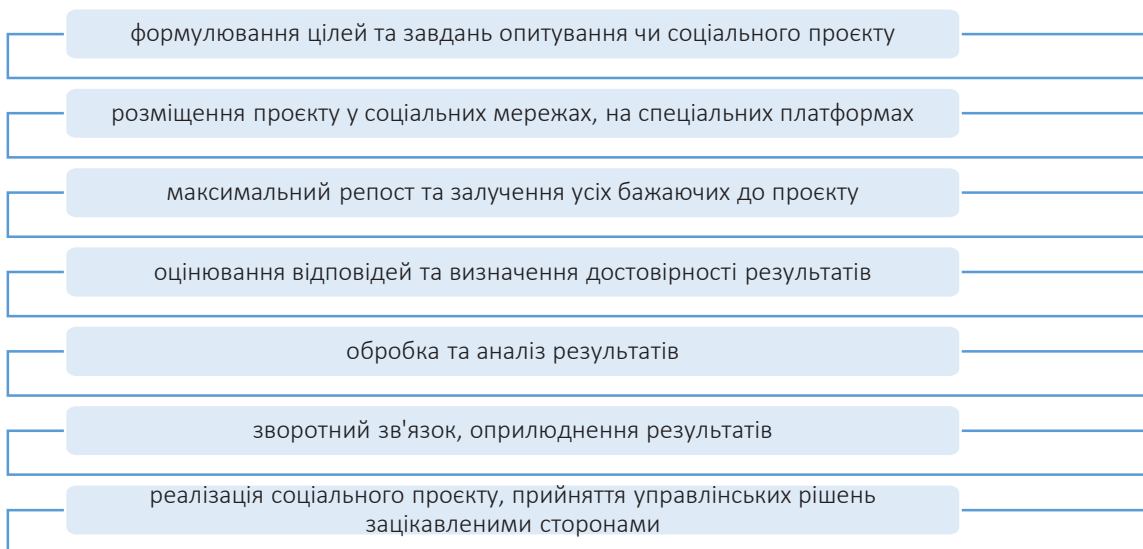 формулювання цілей та завдань опитування чи соціального проєкту
розміщення проєкту у соціальних мережах, на спеціальних платформах
максимальний репост та залучення усіх бажаючих до проєкту
оцінювання відповідей та визначення достовірності результатів
обробка та аналіз результатів
зворотний зв'язок, оприлюднення результатів
реалізація соціального проєкту, прийняття управлінських рішень
зацікавленими сторонами